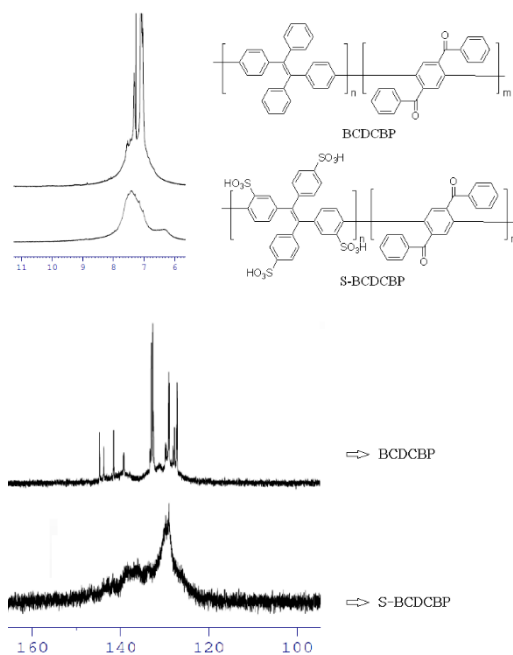 O
n
m
O
BCDCBP
SO3H
HO3S
O
n
n
SO3H
HO3S
O
S-BCDCBP
11 10 9 8 7 6
BCDCBP
S-BCDCBP
160 140 120 100